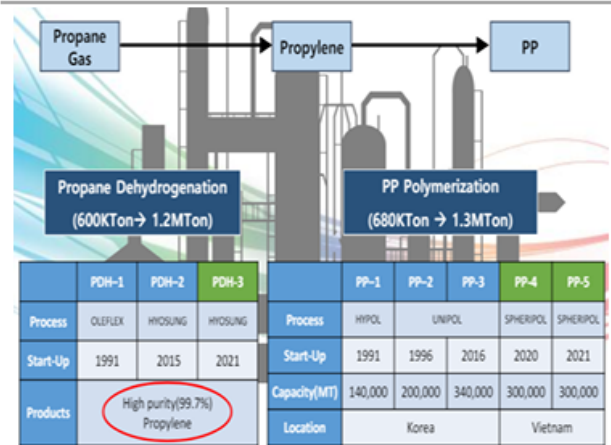 Propane
Gas
Propylene
PP
Propane Dehydrogenation
(600KTon→ 1.2MTon)
PP Polymerization
(680KTon → 1.3MTon)
PDH-1 PDH-2 PDH-3
Process OLEFLEX HYOSUNG HYOSUNG
Start-Up 1991 2015 2021
Products High purity(99.7%)
Propylene
PP-1 PP-2 PP-3 PP-4 PP-5
Process HYPOL UNIPOL SPHERIPOL SPHERIPOL
Start-Up 1991 1996 2016 2020 2021
Capacity(MT) 140,000 200,000 340,000 300,000 300,000
Location Korea Vietnam